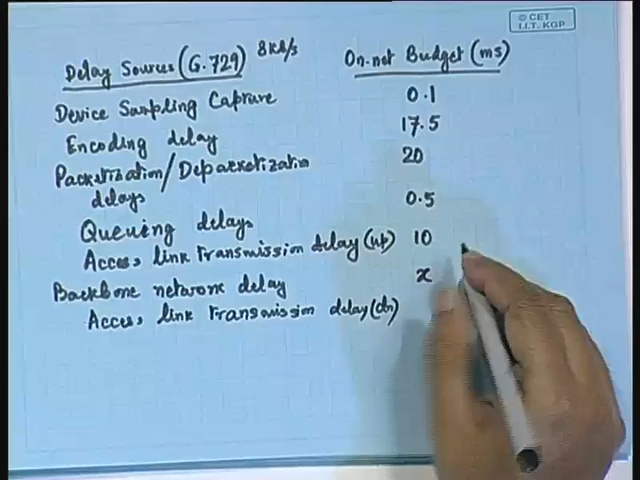 © CET
I.I.T. KGP
Delay Sources (G.729) 8kb/s On-net Budget (ms)
Device Sampling Capture 0.1
Encoding delay 17.5
Packetization/Depacketization 20
delays
Queuing delays 0.5
Access link transmission delay (up) 10
Backbone network delay x
Access link transmission delay (dn)